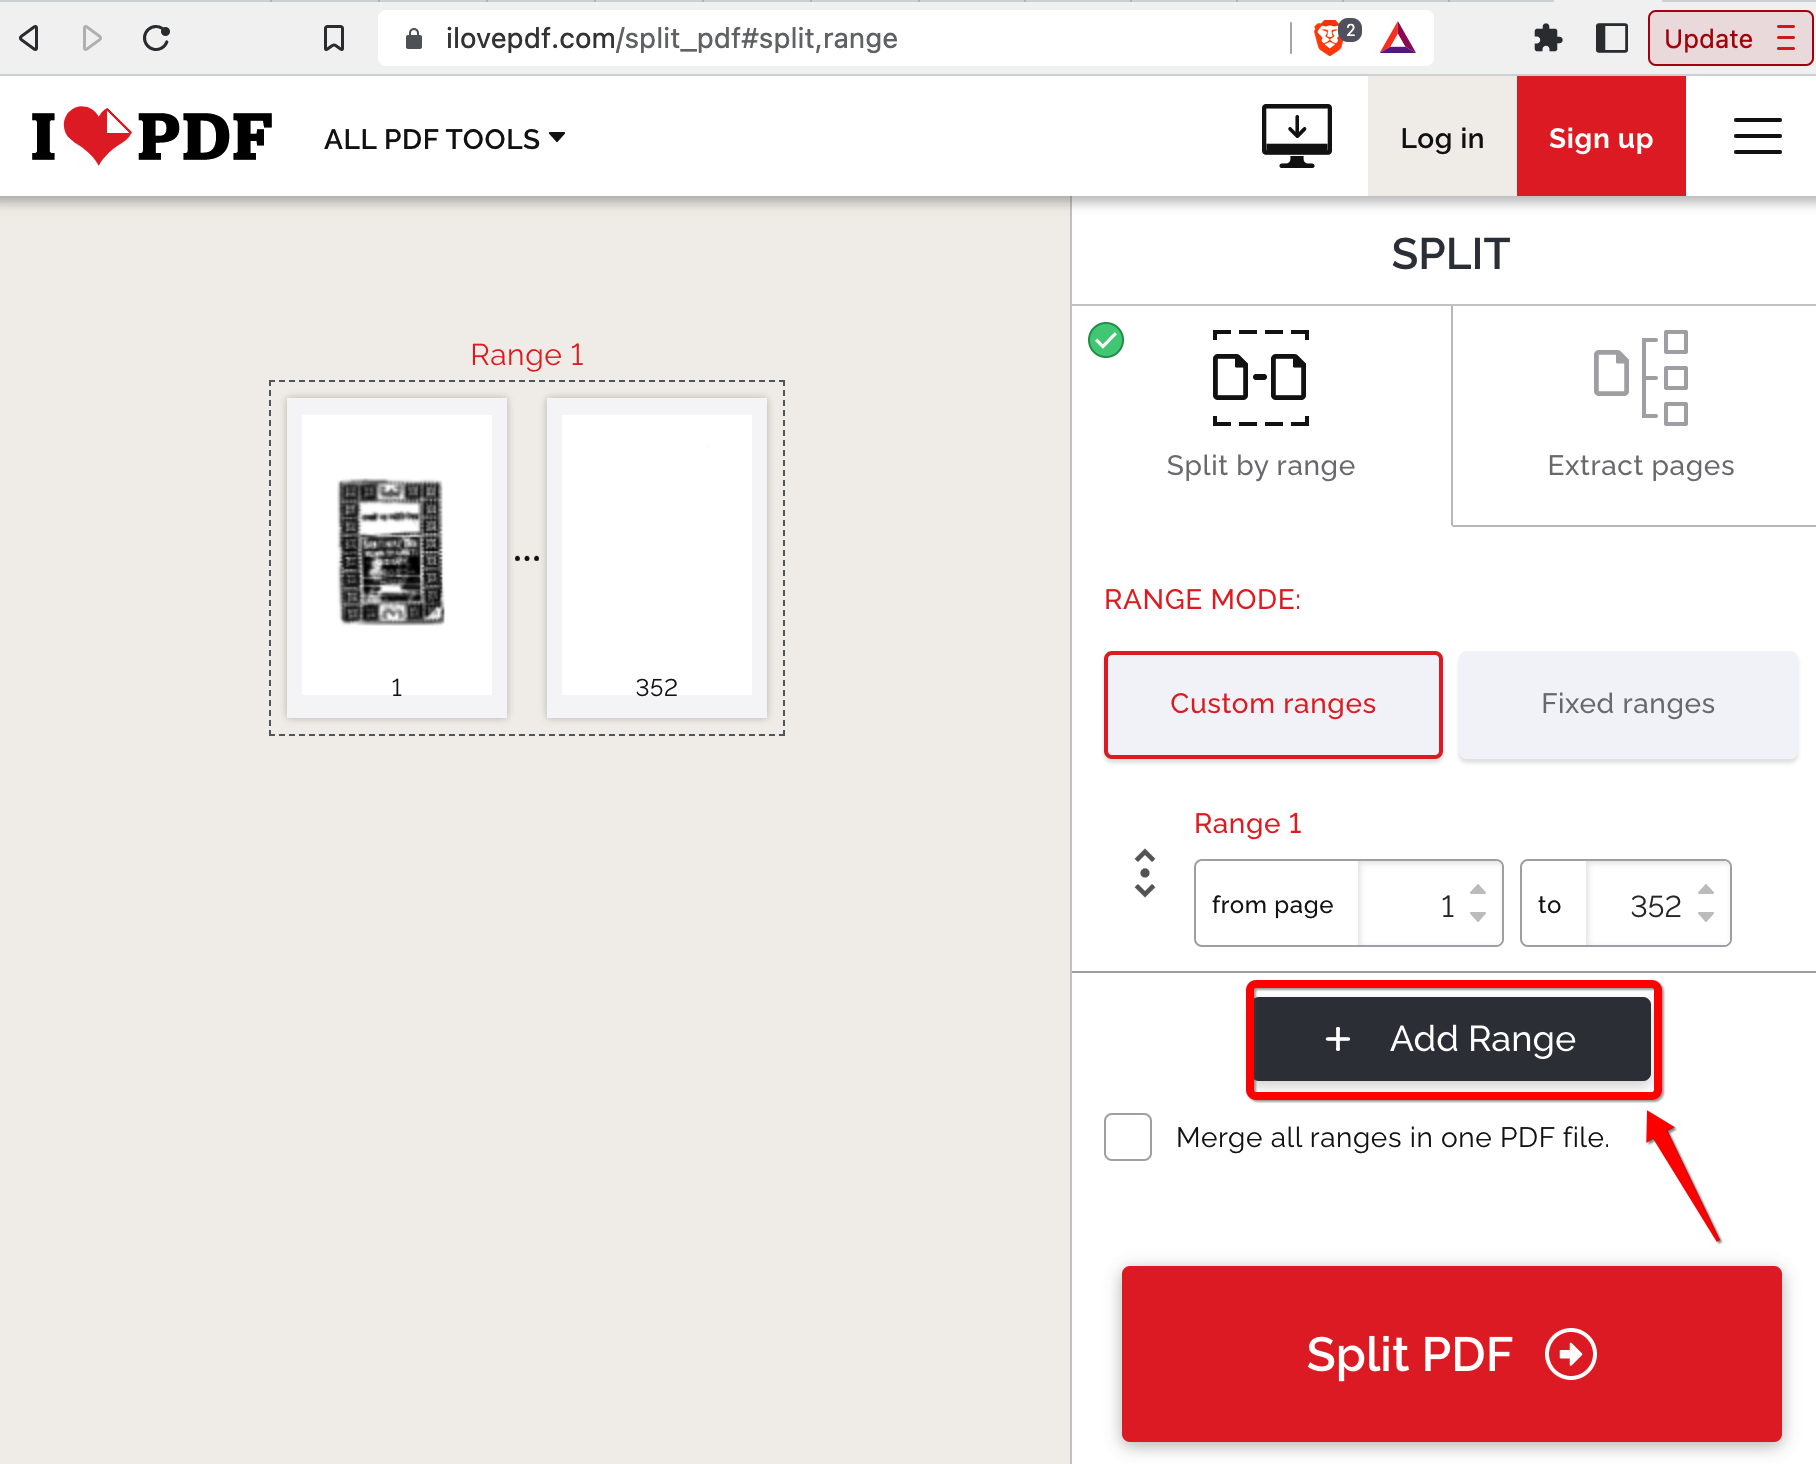 ilovepdf.com/split_pdf#split,range
2
Update
I PDF
ALL PDF TOOLS
Log in
Sign up
SPLIT
Split by range
Extract pages
Range 1
1
...
352
RANGE MODE:
Custom ranges
Fixed ranges
Range 1
from page 1 to 352
+ Add Range
Merge all ranges in one PDF file.
Split PDF